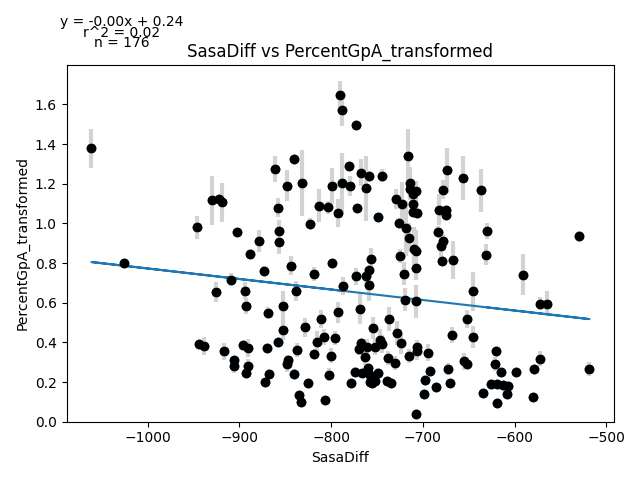 y = -0.00x + 0.24
r^2 = 0.02
n = 176
SasaDiff vs PercentGpA_transformed
PercentGpA_transformed
1.6
1.4
1.2
1.0
0.8
0.6
0.4
0.2
0.0
−1000 −900 −800 −700 −600 −500
SasaDiff